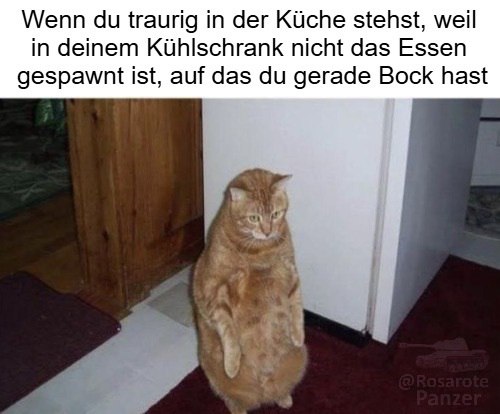 Wenn du traurig in der Küche stehst, weil
in deinem Kühlschrank nicht das Essen
gespawnt ist, auf das du gerade Bock hast
@Rosarote
Panzer